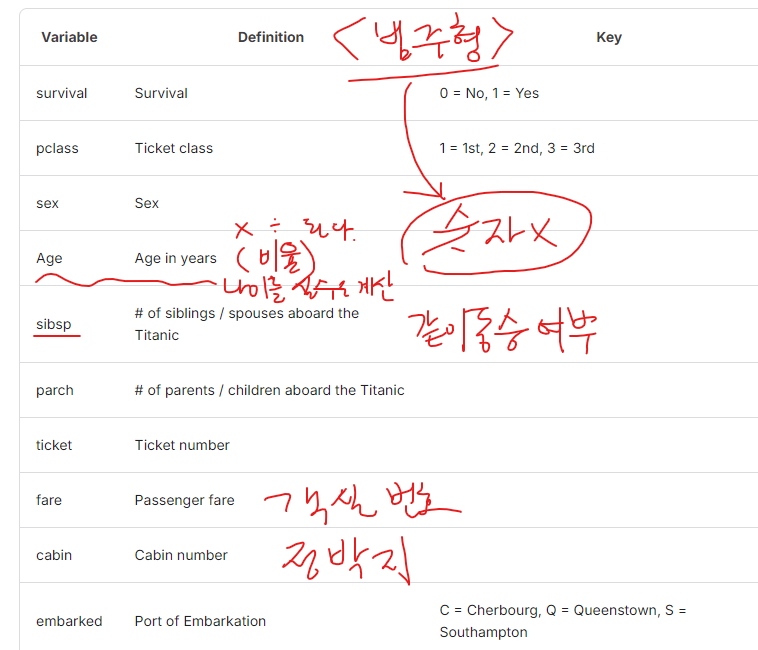 Variable Definition <범주형> Key
survival Survival 0 = No, 1 = Yes
pclass Ticket class 1 = 1st, 2 = 2nd, 3 = 3rd
sex Sex
x ÷ 된다.
숫자x
Age Age in years (비율)
나이를 실수로 계산
sibsp # of siblings / spouses aboard the
Titanic
같이 동승 여부
parch # of parents / children aboard the Titanic
ticket Ticket number
fare Passenger fare 객실 번호
cabin Cabin number 정박지
embarked Port of Embarkation C = Cherbourg, Q = Queenstown, S =
Southampton